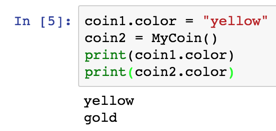 In [5]: coin1.color = "yellow"
coin2 = MyCoin()
print(coin1.color)
print(coin2.color)
yellow
gold